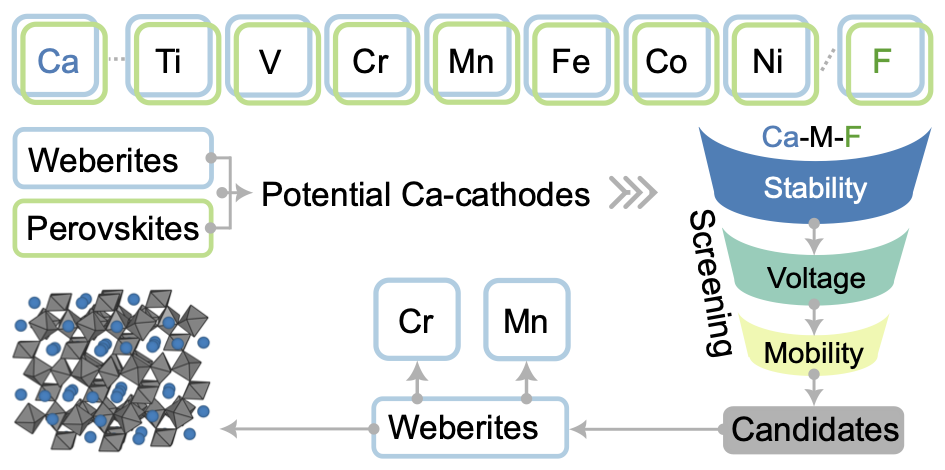 Ca Ti V Cr Mn Fe Co Ni F
Weberites
Perovskites
Potential Ca-cathodes
Ca-M-F
Stability
Screening
Voltage
Mobility
Candidates
Cr Mn
Weberites